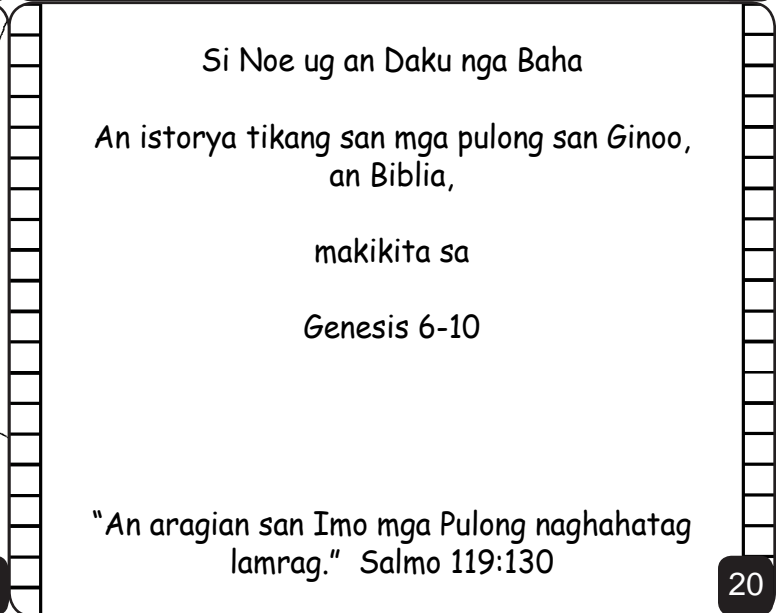 Si Noe ug an Daku nga Baha
An istorya tikang san mga pulong san Ginoo,
an Biblia,
makikita sa
Genesis 6-10
“An aragian san Imo mga Pulong naghahatag
lamrag.” Salmo 119:130
20